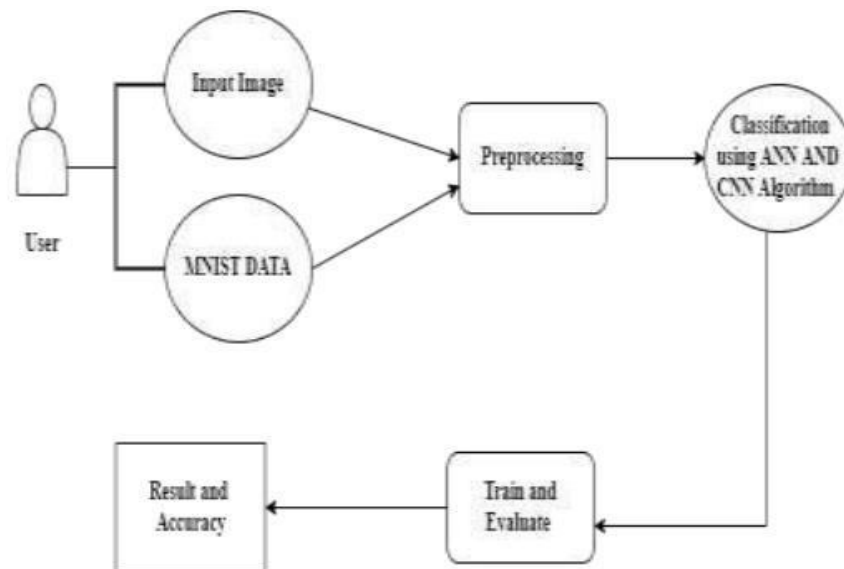 Input Image
Classification
using ANN AND
CNN Algorithm
Preprocessing
User
MNIST DATA
Result and
Accuracy
Train and
Evaluate